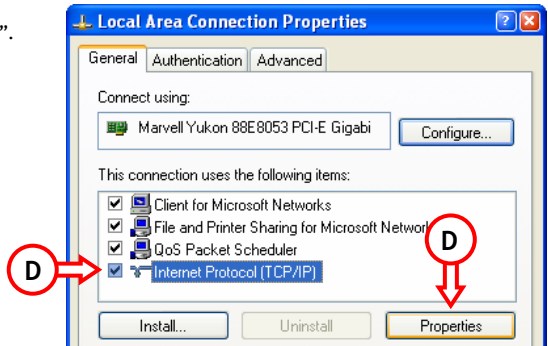 ”.
Local Area Connection Properties
General Authentication Advanced
Connect using:
Marvell Yukon 88E8053 PCI-E Gigabi Configure...
This connection uses the following items:
Client for Microsoft Networks
File and Printer Sharing for Microsoft Network
D
QoS Packet Scheduler
D Internet Protocol (TCP/IP)
Install... Uninstall Properties